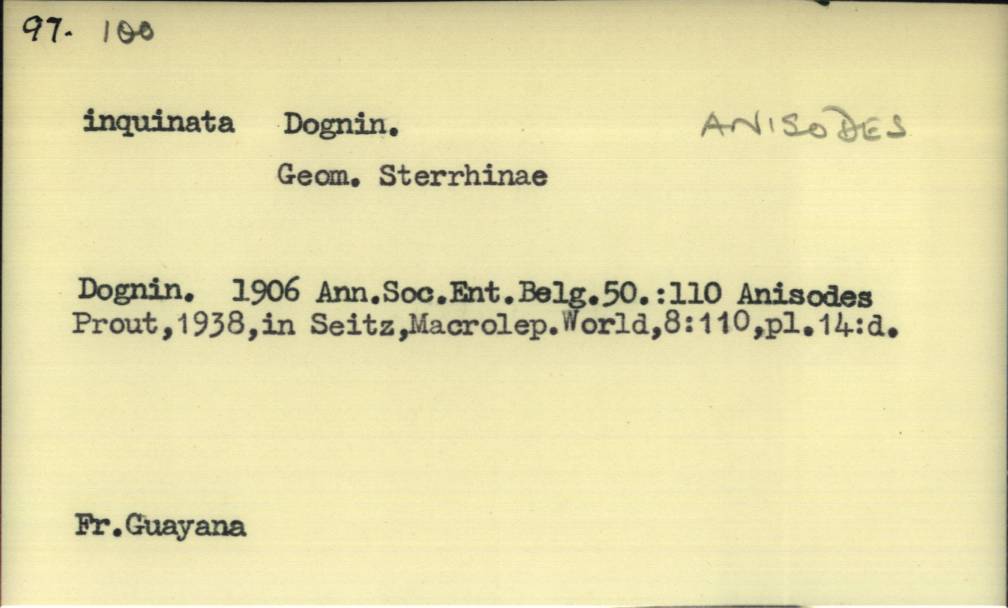 97. 100
inquinata Dognin. ANISODES
Geom. Sterrhinae
Dognin. 1906 Ann.Soc.Ent.Belg.50.:110 Anisodes
Prout,1938,in Seitz,Macrolep.World,8:110,pl.14:d.
Fr.Guayana